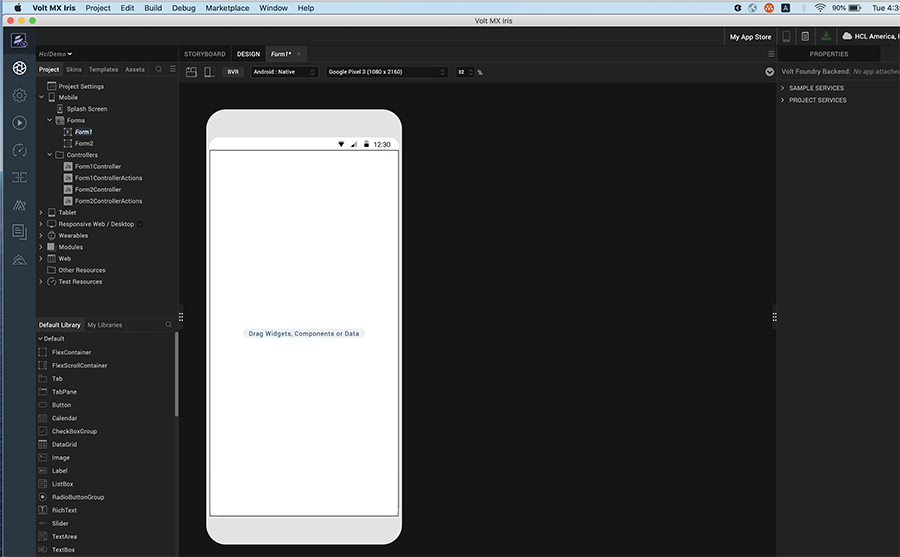 Volt MX Iris Project Edit Build Debug Marketplace Window Help A 90% Tue 4:3
Volt MX Iris
My App Store HCL America, I
HclDemo STORYBOARD DESIGN Form1* × PROPERTIES
Project Skins Templates Assets BVR Android : Native Google Pixel 3 (1080 x 2160) 32 %
Volt Foundry Backend: No app attached
Project Settings
Mobile
Splash Screen
Forms
Form1
Form2
Controllers
JS Form1Controller
JS Form1ControllerActions
JS Form2Controller
JS Form2ControllerActions
Tablet
Responsive Web / Desktop
Wearables
Modules
Web
Other Resources
Test Resources
SAMPLE SERVICES
PROJECT SERVICES
12:30
Drag Widgets, Components or Data
Default Library My Libraries
Default
FlexContainer
FlexScrollContainer
Tab
TabPane
Button
Calendar
CheckBoxGroup
DataGrid
Image
Label
ListBox
RadioButtonGroup
RichText
Slider
TextArea
TextBox